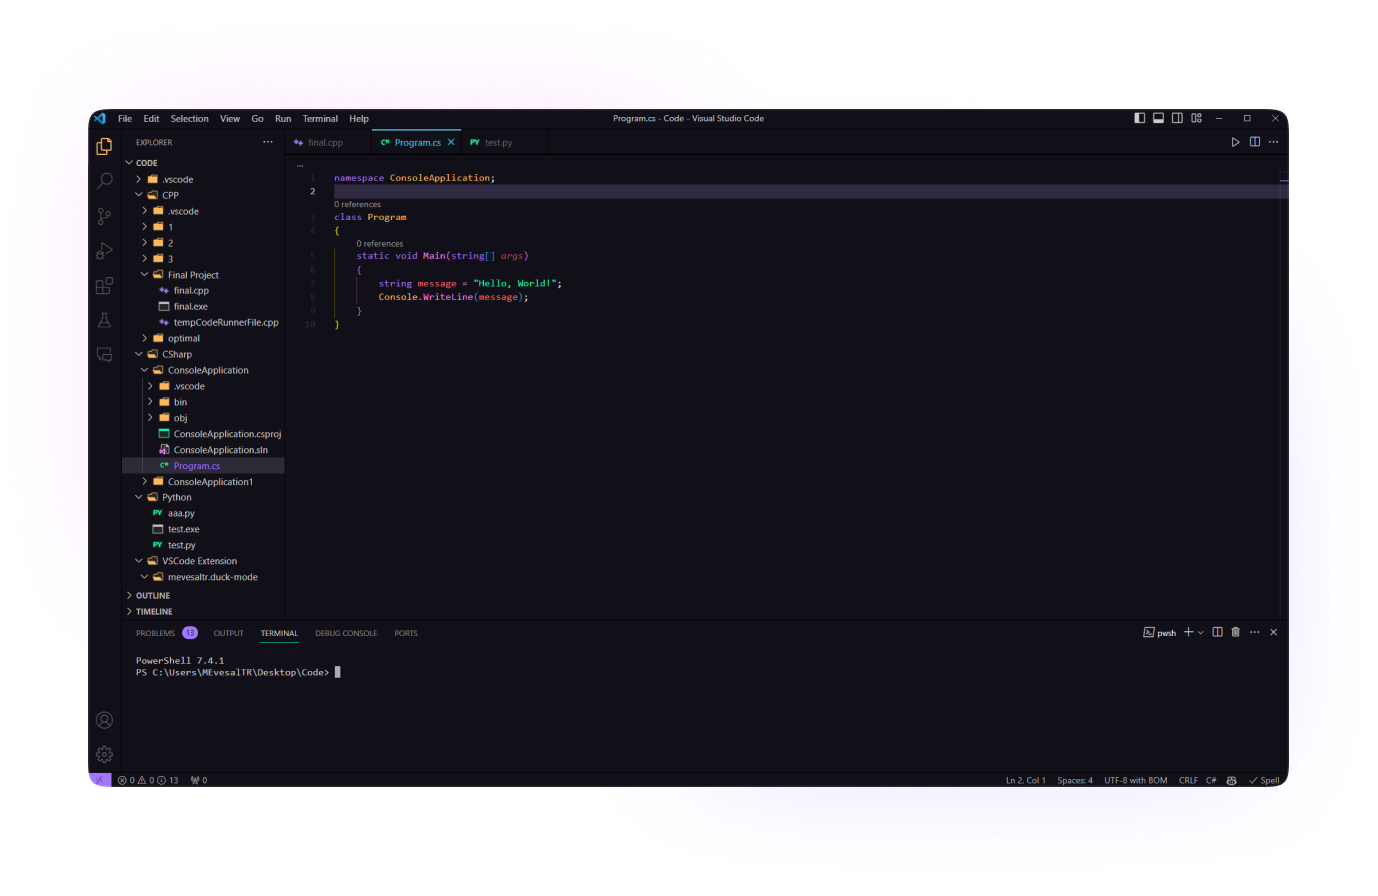 File Edit Selection View Go Run Terminal Help
Program.cs - Code - Visual Studio Code
EXPLORER
final.cpp
C# Program.cs
PY test.py
CODE
.vscode
CPP
.vscode
1
2
3
Final Project
final.cpp
final.exe
tempCodeRunnerFile.cpp
optimal
CSharp
ConsoleApplication
.vscode
bin
obj
ConsoleApplication.csproj
ConsoleApplication.sln
C# Program.cs
ConsoleApplication1
Python
PY aaa.py
test.exe
PY test.py
VSCode Extension
mevesaltr.duck-mode
OUTLINE
TIMELINE
...
1 namespace ConsoleApplication;
2
0 references
3 class Program
4 {
0 references
5 static void Main(string[] args)
6 {
7 string message = "Hello, World!";
8 Console.WriteLine(message);
9 }
10 }
PROBLEMS 13 OUTPUT TERMINAL DEBUG CONSOLE PORTS
pwsh
PowerShell 7.4.1
PS C:\Users\MEvesalTR\Desktop\Code>
0 0 13 0
Ln 2, Col 1 Spaces: 4 UTF-8 with BOM CRLF C# Spell